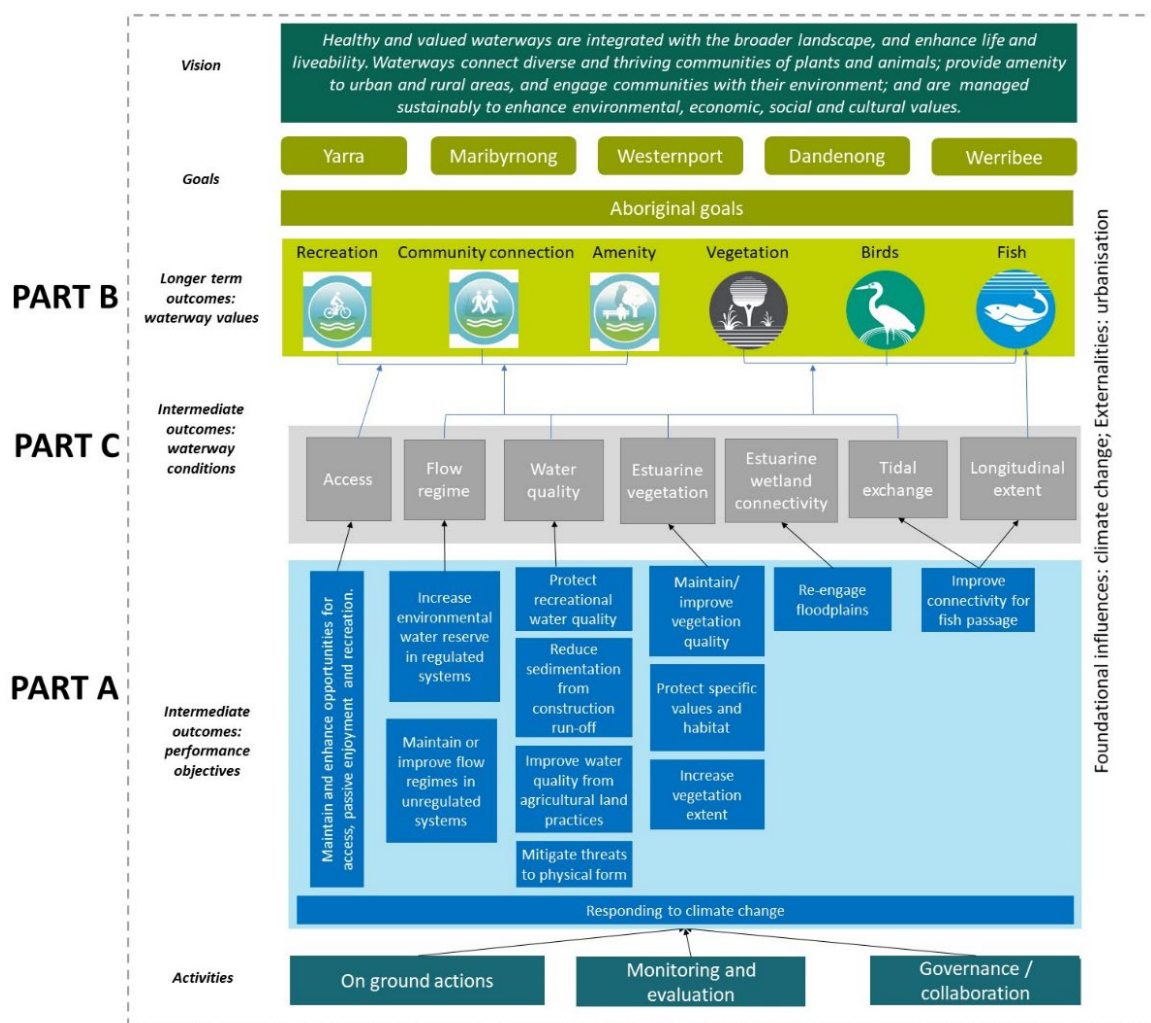 Vision
Healthy and valued waterways are integrated with the broader landscape, and enhance life and
liveability. Waterways connect diverse and thriving communities of plants and animals; provide amenity
to urban and rural areas, and engage communities with their environment; and are managed
sustainably to enhance environmental, economic, social and cultural values.
Goals
Yarra
Maribyrnong
Westernport
Dandenong
Werribee
Aboriginal goals
PART B
Longer term
outcomes:
waterway values
Recreation
Community connection
Amenity
Vegetation
Birds
Fish
PART C
Intermediate
outcomes:
waterway
conditions
Access
Flow
regime
Water
quality
Estuarine
vegetation
Estuarine
wetland
connectivity
Tidal
exchange
Longitudinal
extent
PART A
Intermediate
outcomes:
performance
objectives
Maintain and enhance opportunities for
access, passive enjoyment and recreation.
Increase
environmental
water reserve
in regulated
systems
Maintain or
improve flow
regimes in
unregulated
systems
Protect
recreational
water quality
Reduce
sedimentation
from
construction
run-off
Improve water
quality from
agricultural land
practices
Mitigate threats
to physical form
Maintain/
improve
vegetation
quality
Protect specific
values and
habitat
Increase
vegetation
extent
Re-engage
floodplains
Improve
connectivity for
fish passage
Responding to climate change
Activities
On ground actions
Monitoring and
evaluation
Governance /
collaboration
Foundational influences: climate change; Externalities: urbanisation